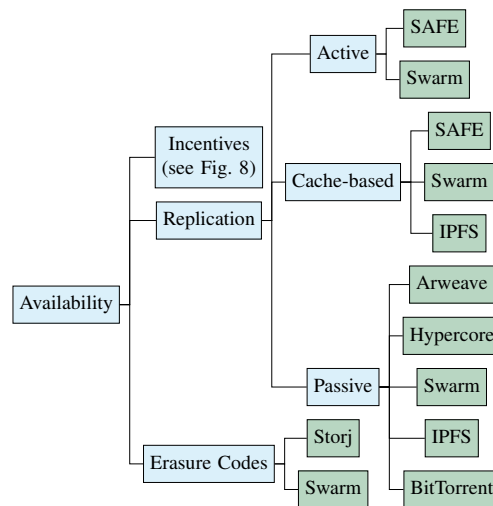 SAFE
Active
Swarm
Incentives
(see Fig. 8)
SAFE
Cache-based
Swarm
Replication
IPFS
Arweave
Availability
Hypercore
Passive
Swarm
Storj
IPFS
Erasure Codes
Swarm
BitTorrent